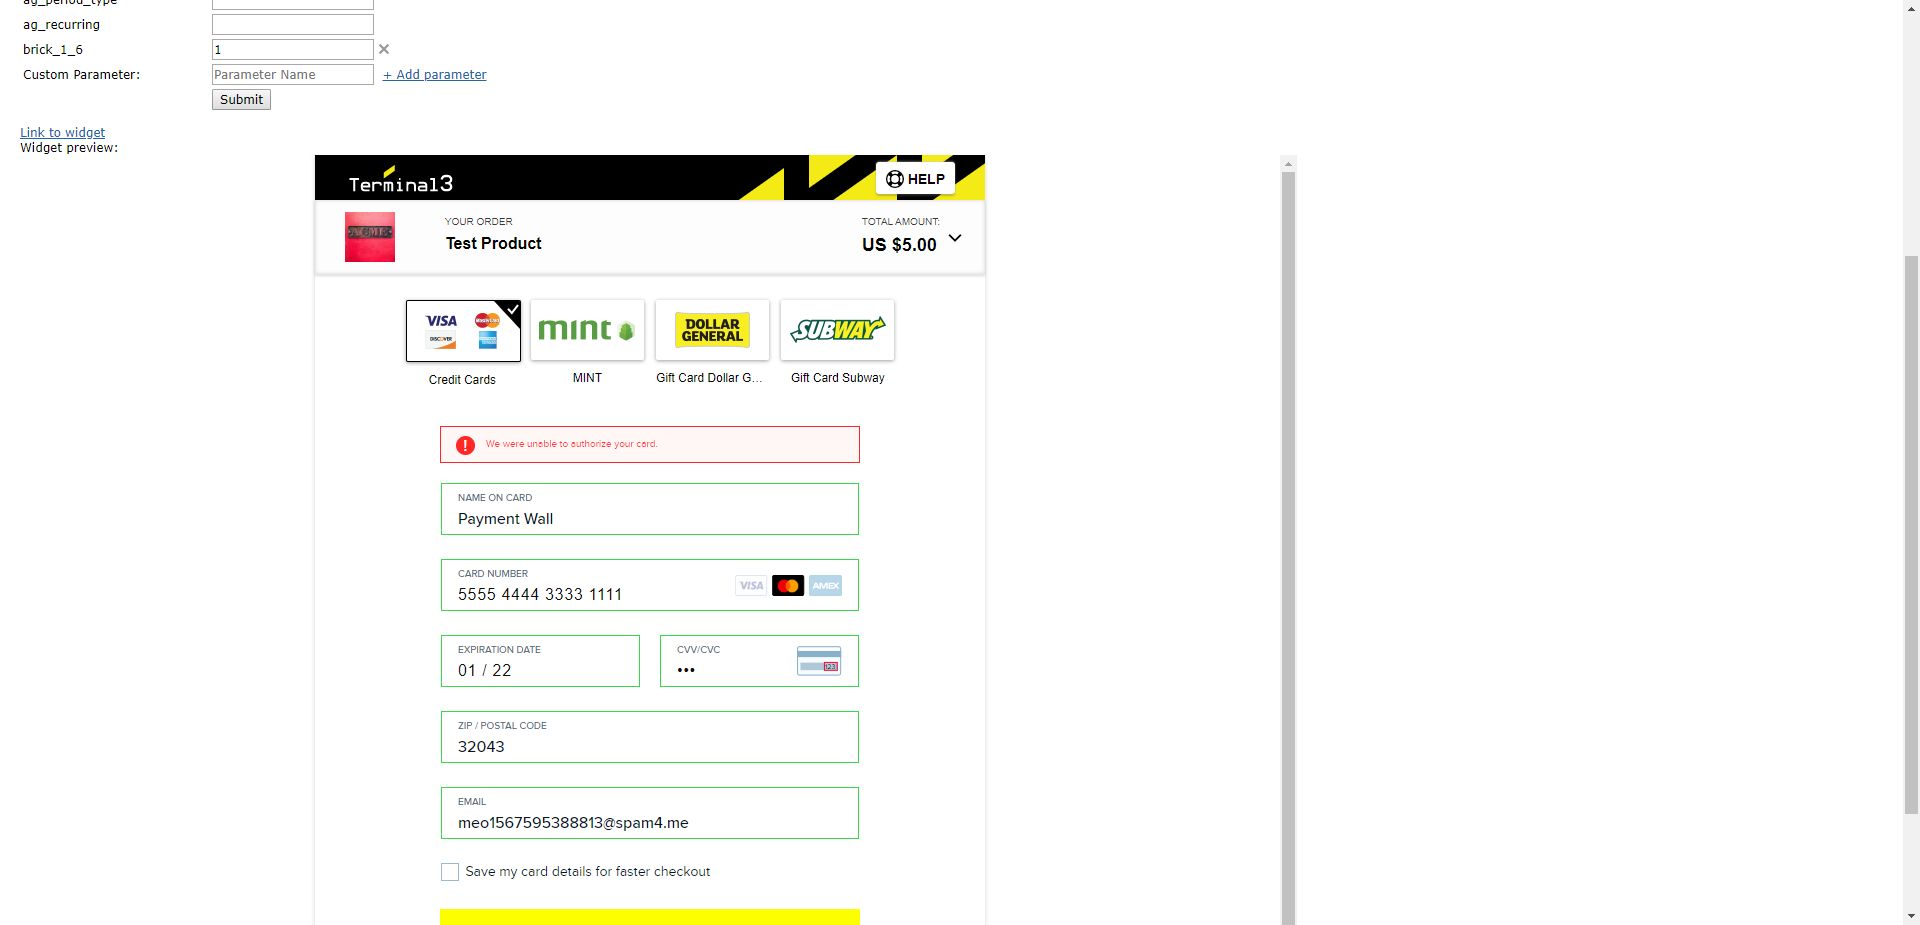 ag_period_type
ag_recurring
brick_1_6
1
Custom Parameter:
Parameter Name
+ Add parameter
Submit
Link to widget
Widget preview:
Terminal3
HELP
YOUR ORDER
Test Product
TOTAL AMOUNT:
US $5.00
VISA
MasterCard
DISCOVER
mint
DOLLAR
GENERAL
SUBWAY
Credit Cards
MINT
Gift Card Dollar G...
Gift Card Subway
We were unable to authorize your card.
NAME ON CARD
Payment Wall
CARD NUMBER
5555 4444 3333 1111
VISA
AMEX
EXPIRATION DATE
01 / 22
CVV/CVC
•••
123
ZIP / POSTAL CODE
32043
EMAIL
meo1567595388813@spam4.me
Save my card details for faster checkout